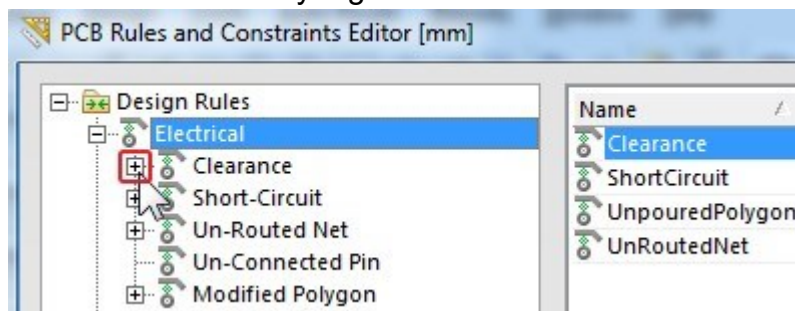 PCB Rules and Constraints Editor [mm]
Design Rules
Electrical
Clearance
Short-Circuit
Un-Routed Net
Un-Connected Pin
Modified Polygon
Name
Clearance
ShortCircuit
UnpouredPolygon
UnRoutedNet